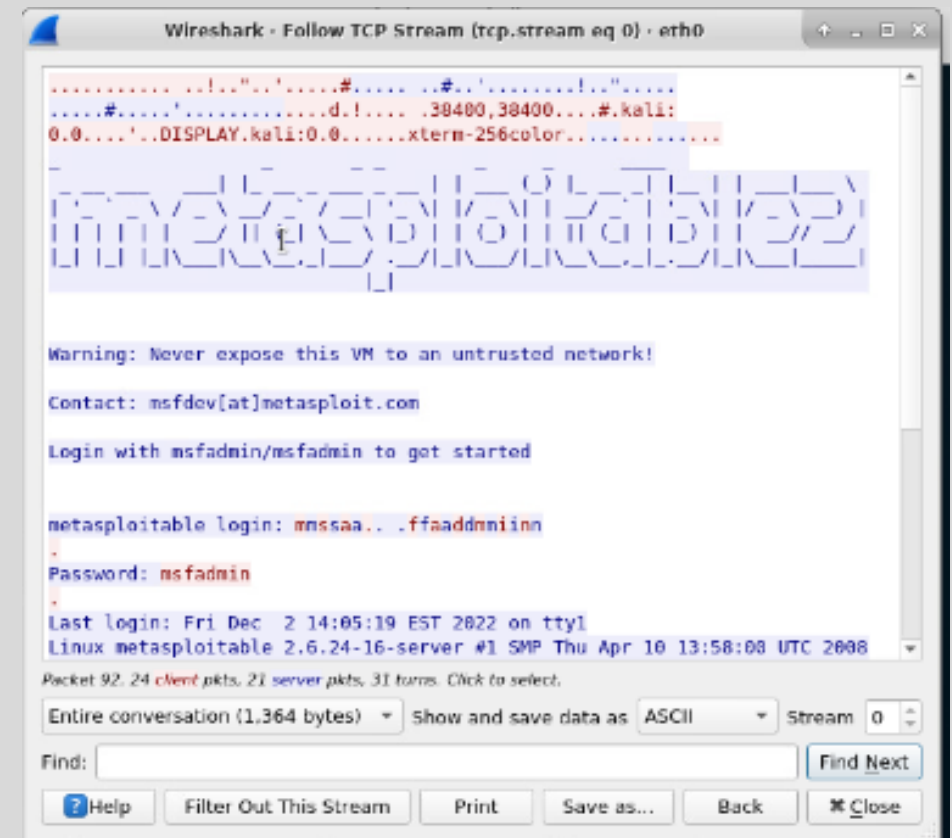 Wireshark · Follow TCP Stream (tcp.stream eq 0) · eth0
........... ..!.."..'.....#..... ..#..'........!..".....
.....#.....'.............d.!.... .38400,38400....#.kali:
0.0....'..DISPLAY.kali:0.0......xterm-256color..............
metasploitable2
Warning: Never expose this VM to an untrusted network!
Contact: msfdev[at]metasploit.com
Login with msfadmin/msfadmin to get started
metasploitable login: mmssaa.. .ffaaddmmiinn
.
Password: msfadmin
.
Last login: Fri Dec  2 14:05:19 EST 2022 on tty1
Linux metasploitable 2.6.24-16-server #1 SMP Thu Apr 10 13:58:00 UTC 2008
Packet 92. 24 client pkts, 21 server pkts, 31 turns. Click to select.
Entire conversation (1,364 bytes) Show and save data as ASCII Stream 0
Find: Find Next
?Help Filter Out This Stream Print Save as... Back Close